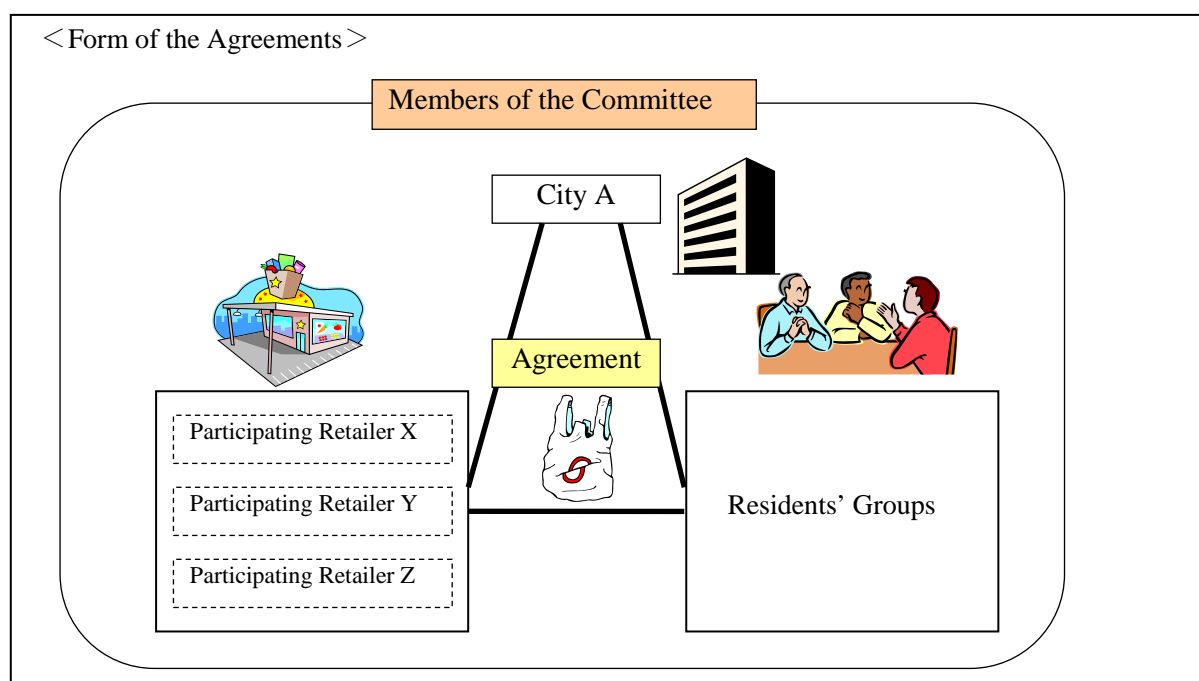 ＜Form of the Agreements＞
Members of the Committee
City A
Agreement
Participating Retailer X
Participating Retailer Y
Participating Retailer Z
Residents’ Groups